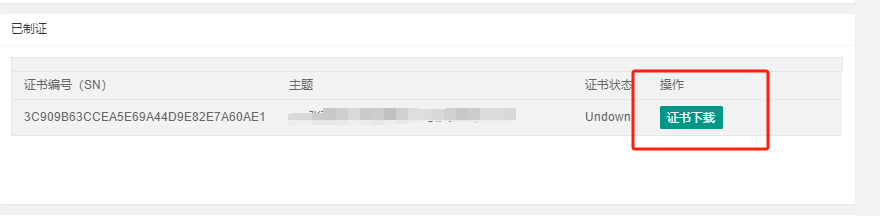 已制证
证书编号（SN） 主题 证书状态 操作
3C909B63CCEA5E69A44D9E82E7A60AE1 Undown 证书下载